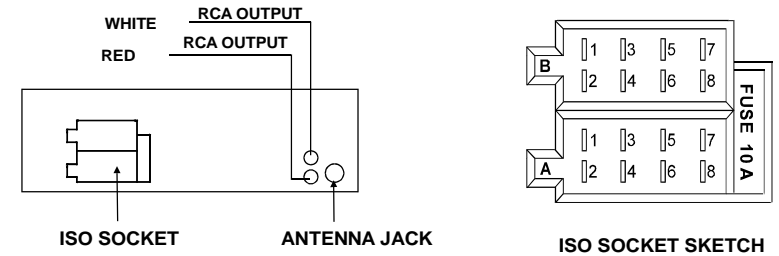 WHITE RCA OUTPUT
RED RCA OUTPUT
ISO SOCKET
ANTENNA JACK
B
1 3 5 7
2 4 6 8
A
1 3 5 7
2 4 6 8
FUSE 10A
ISO SOCKET SKETCH